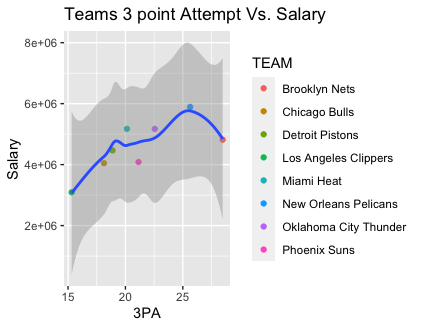 Teams 3 point Attempt Vs. Salary
8e+06
6e+06
4e+06
2e+06
Salary
15 20 25
3PA
TEAM
Brooklyn Nets
Chicago Bulls
Detroit Pistons
Los Angeles Clippers
Miami Heat
New Orleans Pelicans
Oklahoma City Thunder
Phoenix Suns